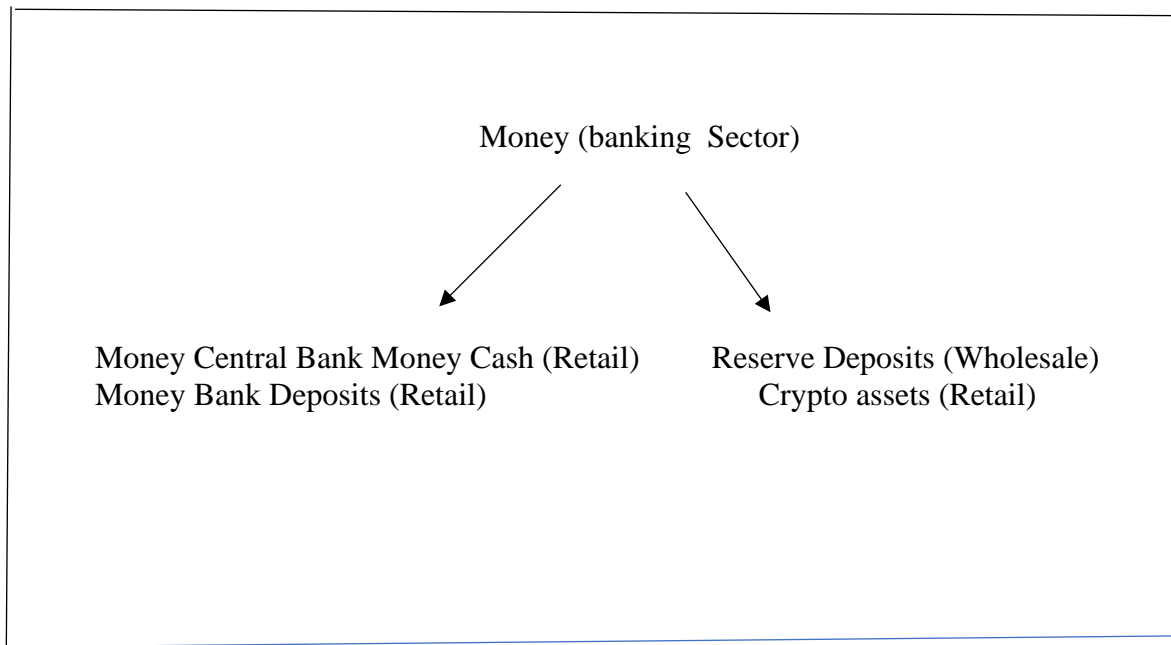 Money (banking  Sector)
Money Central Bank Money Cash (Retail)
Money Bank Deposits (Retail)
Reserve Deposits (Wholesale)
Crypto assets (Retail)